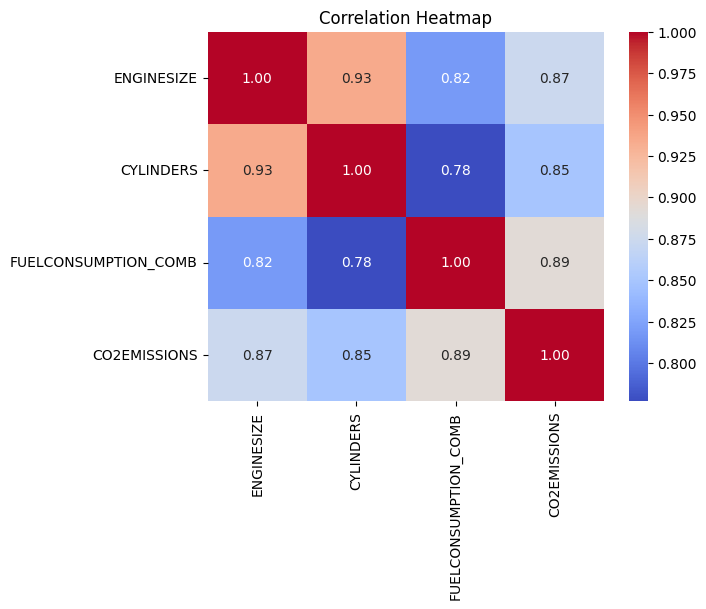 Correlation Heatmap
ENGINESIZE 1.00 0.93 0.82 0.87
CYLINDERS 0.93 1.00 0.78 0.85
FUELCONSUMPTION_COMB 0.82 0.78 1.00 0.89
CO2EMISSIONS 0.87 0.85 0.89 1.00
ENGINESIZE
CYLINDERS
FUELCONSUMPTION_COMB
CO2EMISSIONS
1.000
0.975
0.950
0.925
0.900
0.875
0.850
0.825
0.800